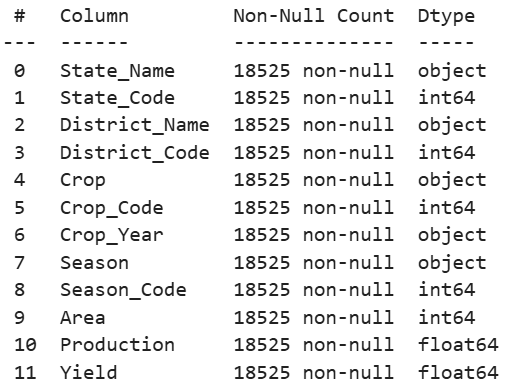 #   Column         Non-Null Count  Dtype
---  ------         --------------  -----
0   State_Name     18525 non-null  object
1   State_Code     18525 non-null  int64
2   District_Name  18525 non-null  object
3   District_Code  18525 non-null  int64
4   Crop           18525 non-null  object
5   Crop_Code      18525 non-null  int64
6   Crop_Year      18525 non-null  object
7   Season         18525 non-null  object
8   Season_Code    18525 non-null  int64
9   Area           18525 non-null  int64
10  Production     18525 non-null  float64
11  Yield          18525 non-null  float64